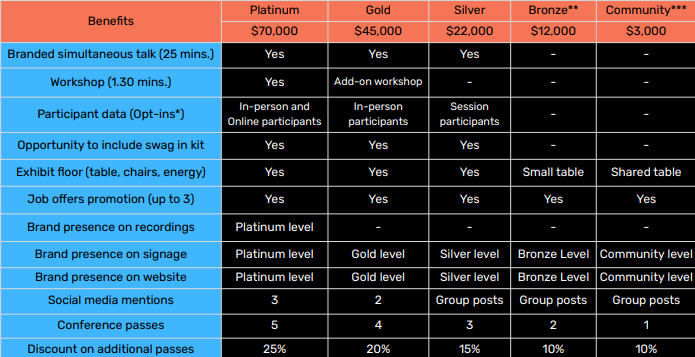 Benefits Platinum Gold Silver Bronze** Community***
$70,000 $45,000 $22,000 $12,000 $3,000
Branded simultaneous talk (25 mins.) Yes Yes Yes - -
Workshop (1.30 mins.) Yes Add-on workshop - - -
Participant data (Opt-ins*) In-person and Online participants In-person participants Session participants - -
Opportunity to include swag in kit Yes Yes Yes - -
Exhibit floor (table, chairs, energy) Yes Yes Yes Small table Shared table
Job offers promotion (up to 3) Yes Yes Yes Yes Yes
Brand presence on recordings Platinum level - - - -
Brand presence on signage Platinum level Gold level Silver level Bronze Level Community level
Brand presence on website Platinum level Gold level Silver level Bronze Level Community level
Social media mentions 3 2 Group posts Group posts Group posts
Conference passes 5 4 3 2 1
Discount on additional passes 25% 20% 15% 10% 10%